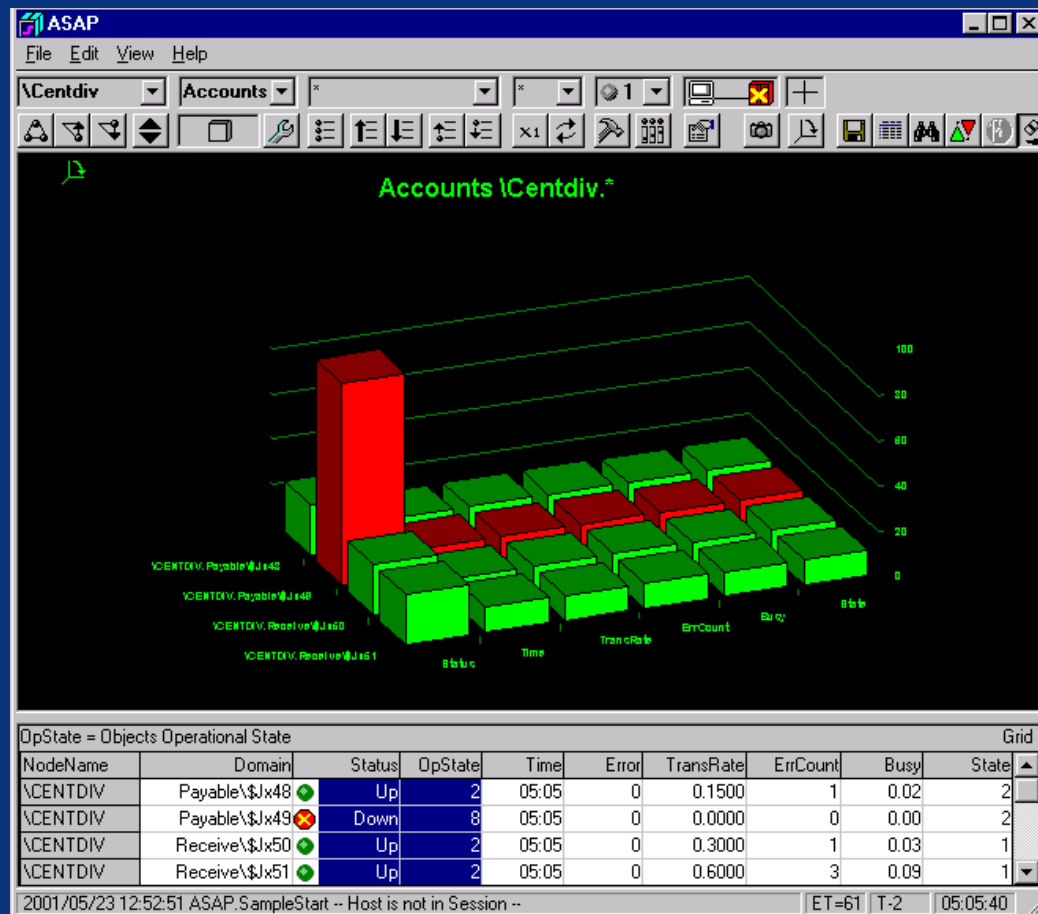 ASAP
File Edit View Help
\Centdiv Accounts * * 1
x1
Accounts \Centdiv.*
100
80
60
40
20
0
\CENTDIV. Payable\$Jx48
\CENTDIV. Payable\$Jx49
\CENTDIV. Receive\$Jx50
\CENTDIV. Receive\$Jx51
Status
Time
TransRate
ErrCount
Busy
State
OpState = Objects Operational State Grid
NodeName Domain Status OpState Time Error TransRate ErrCount Busy State
\CENTDIV Payable\$Jx48 Up 2 05:05 0 0.1500 1 0.02 2
\CENTDIV Payable\$Jx49 Down 8 05:05 0 0.0000 0 0.00 2
\CENTDIV Receive\$Jx50 Up 2 05:05 0 0.3000 1 0.03 1
\CENTDIV Receive\$Jx51 Up 2 05:05 0 0.6000 3 0.09 1
2001/05/23 12:52:51 ASAP.SampleStart -- Host is not in Session -- ET=61 T-2 05:05:40